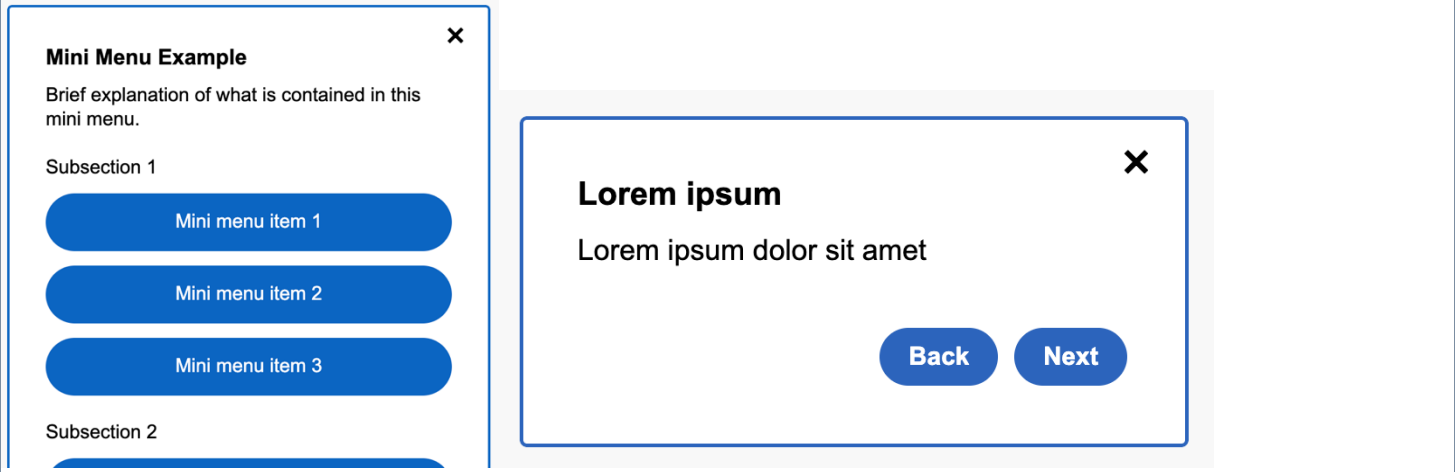 Mini Menu Example
Brief explanation of what is contained in this
mini menu.
Subsection 1
Mini menu item 1
Mini menu item 2
Mini menu item 3
Subsection 2
Lorem ipsum
Lorem ipsum dolor sit amet
Back
Next